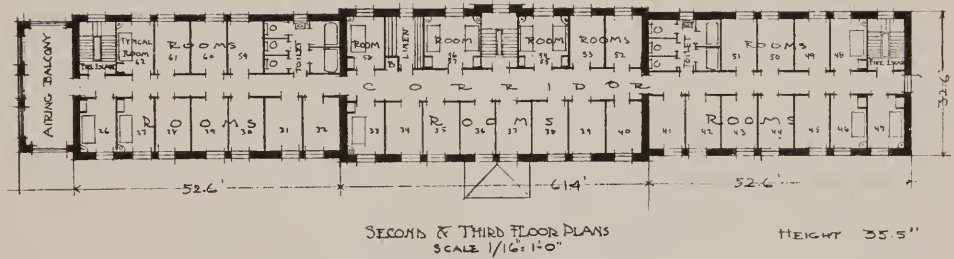 AIRING BALCONY
FIRE ESCAPE
TYPICAL
ROOM
62
ROOMS
61 60 59
TOILET
ROOM
58
LINEN
ROOM
56
57
ROOM
ROOMS
53 52
TOILET
ROOMS
51 50 49 48
FIRE ESCAPE
CORRIDOR
ROOMS
26 27 28 29 30 31 32
ROOMS
33 34 35 36 37 38 39 40
ROOMS
41 42 43 44 45 46 47
32.6'
52.6' 61.4' 52.6'
SECOND & THIRD FLOOR PLANS
SCALE 1/16"=1'-0"
HEIGHT 35.5"